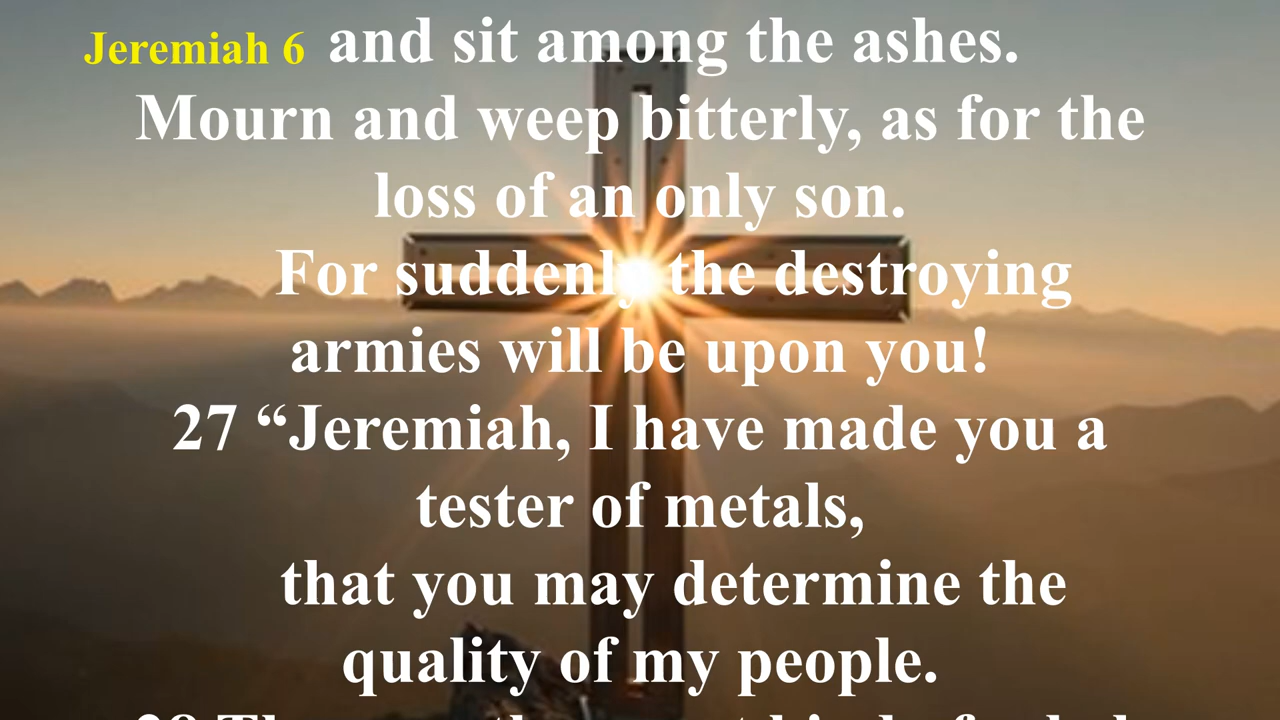 Jeremiah 6 and sit among the ashes.
Mourn and weep bitterly, as for the
loss of an only son.
For suddenly the destroying
armies will be upon you!
27 “Jeremiah, I have made you a
tester of metals,
that you may determine the
quality of my people.